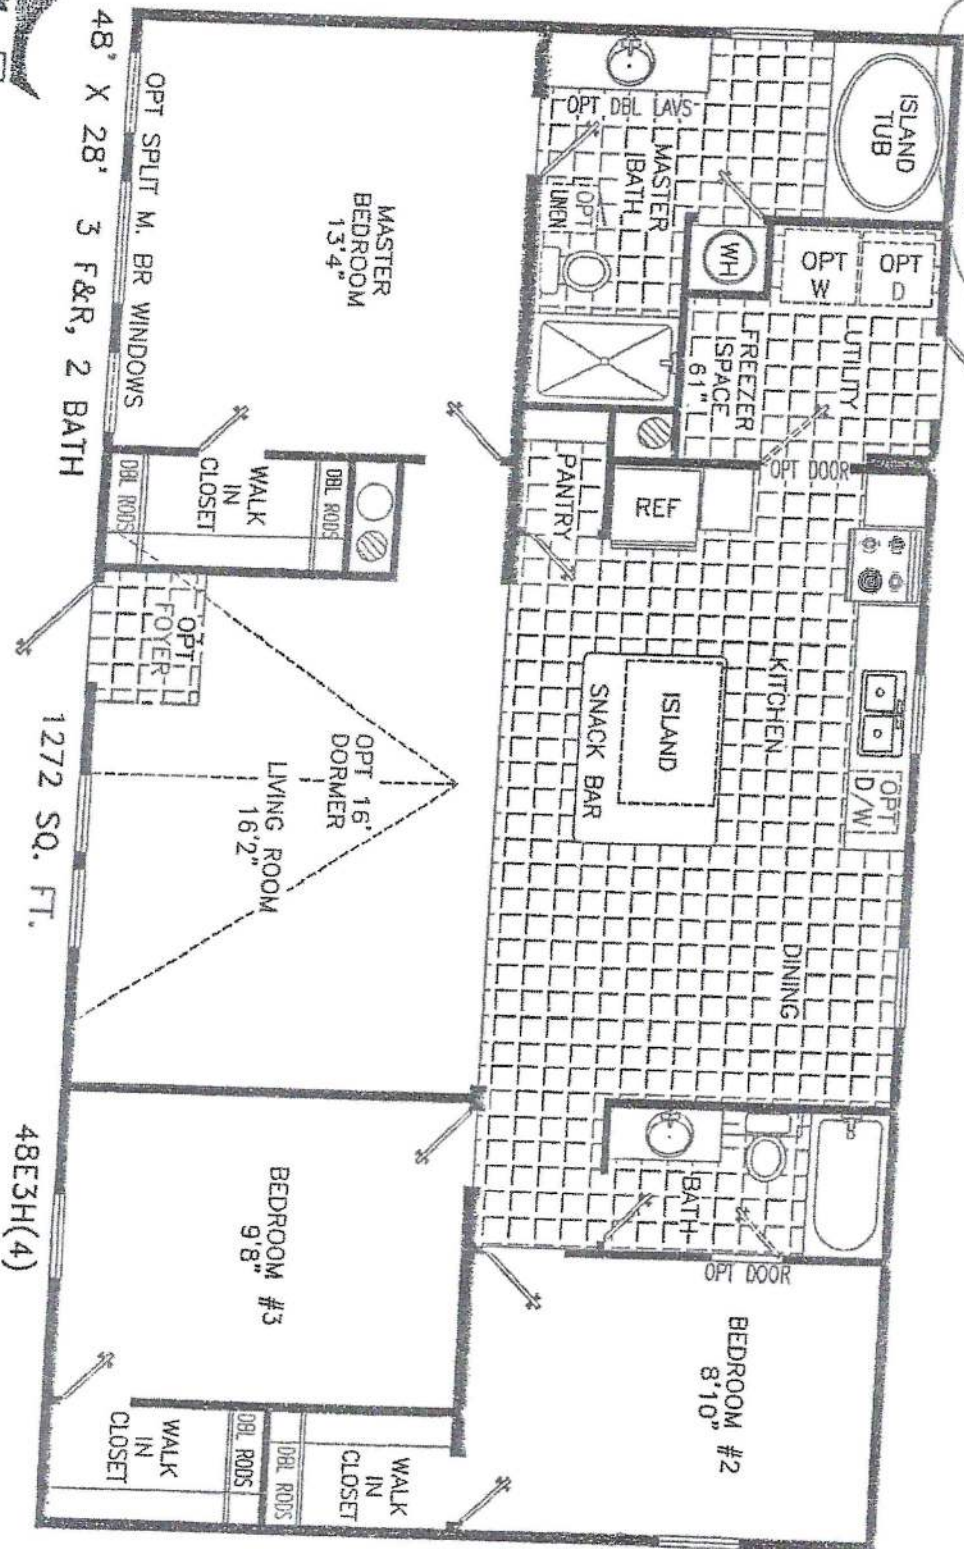 ISLAND
TUB
OPT
D
OPT
W
UTILITY
WH
FREEZER
SPACE
61"
OPT DOOR
OPT DBL LAVS
MASTER
BATH
OPT
LINEN
PANTRY
REF
KITCHEN
ISLAND
SNACK BAR
OPT
D/W
DINING
BATH
OPT DOOR
BEDROOM #2
8'10"
MASTER
BEDROOM
13'4"
OPT SPLIT M. BR WINDOWS
DBL RODS
WALK
IN
CLOSET
DBL RODS
OPT
FOYER
OPT 16'
DORMER
LIVING ROOM
16'2"
BEDROOM #3
9'8"
WALK
IN
CLOSET
DBL RODS
DBL RODS
WALK
IN
CLOSET
48' X 28' 3 F&R, 2 BATH
1272 SQ. FT.
48E3H(4)